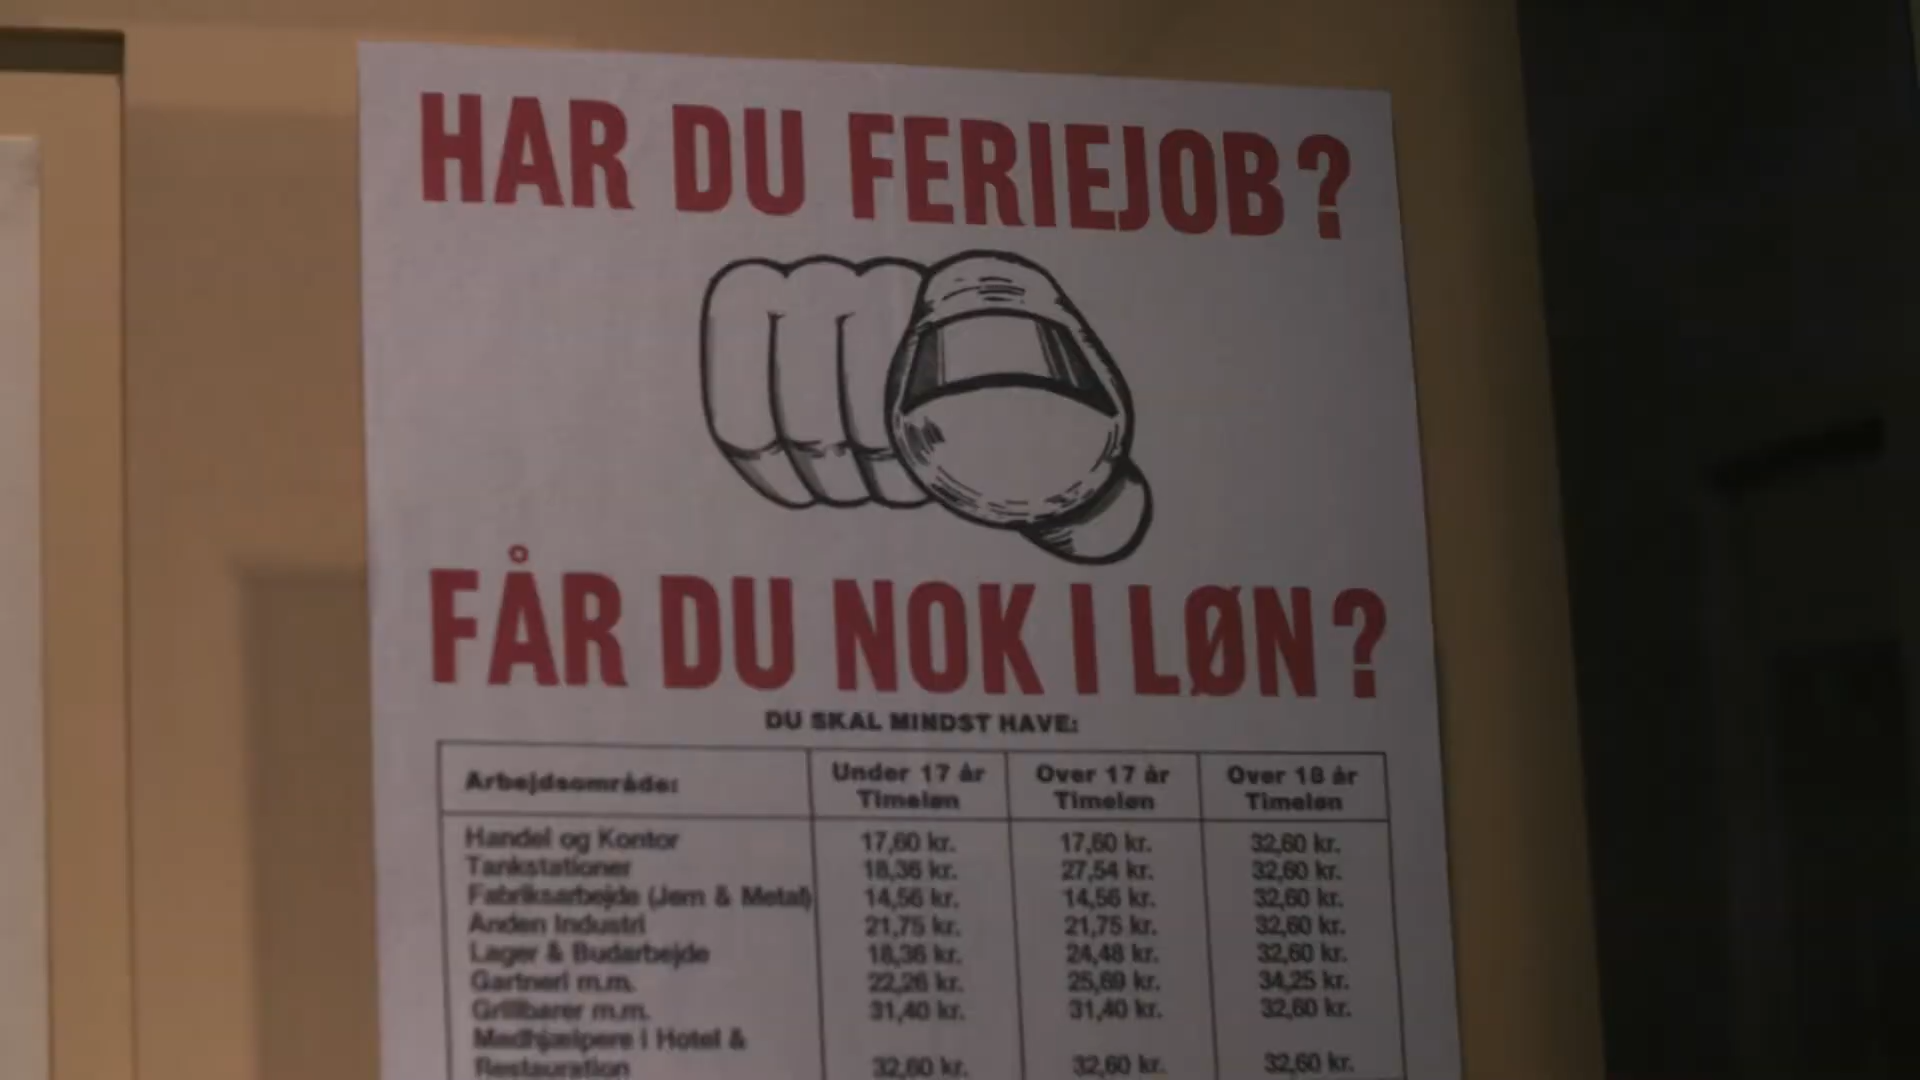 HAR DU FERIEJOB?
FÅR DU NOK I LØN?
DU SKAL MINDST HAVE:
Arbejdsområde: Under 17 år Timeløn Over 17 år Timeløn Over 18 år Timeløn
Handel og Kontor 17,60 kr. 17,60 kr. 32,60 kr.
Tankstationer 18,36 kr. 27,54 kr. 32,60 kr.
Fabriksarbejde (Jern & Metal) 14,56 kr. 14,56 kr. 32,60 kr.
Anden Industri 21,75 kr. 21,75 kr. 32,60 kr.
Lager & Budarbejde 18,36 kr. 24,48 kr. 32,60 kr.
Gartneri m.m. 22,26 kr. 25,69 kr. 34,25 kr.
Grillbarer m.m. 31,40 kr. 31,40 kr. 32,60 kr.
Medhjælpere i Hotel &
Restauration 32,60 kr. 32,60 kr. 32,60 kr.